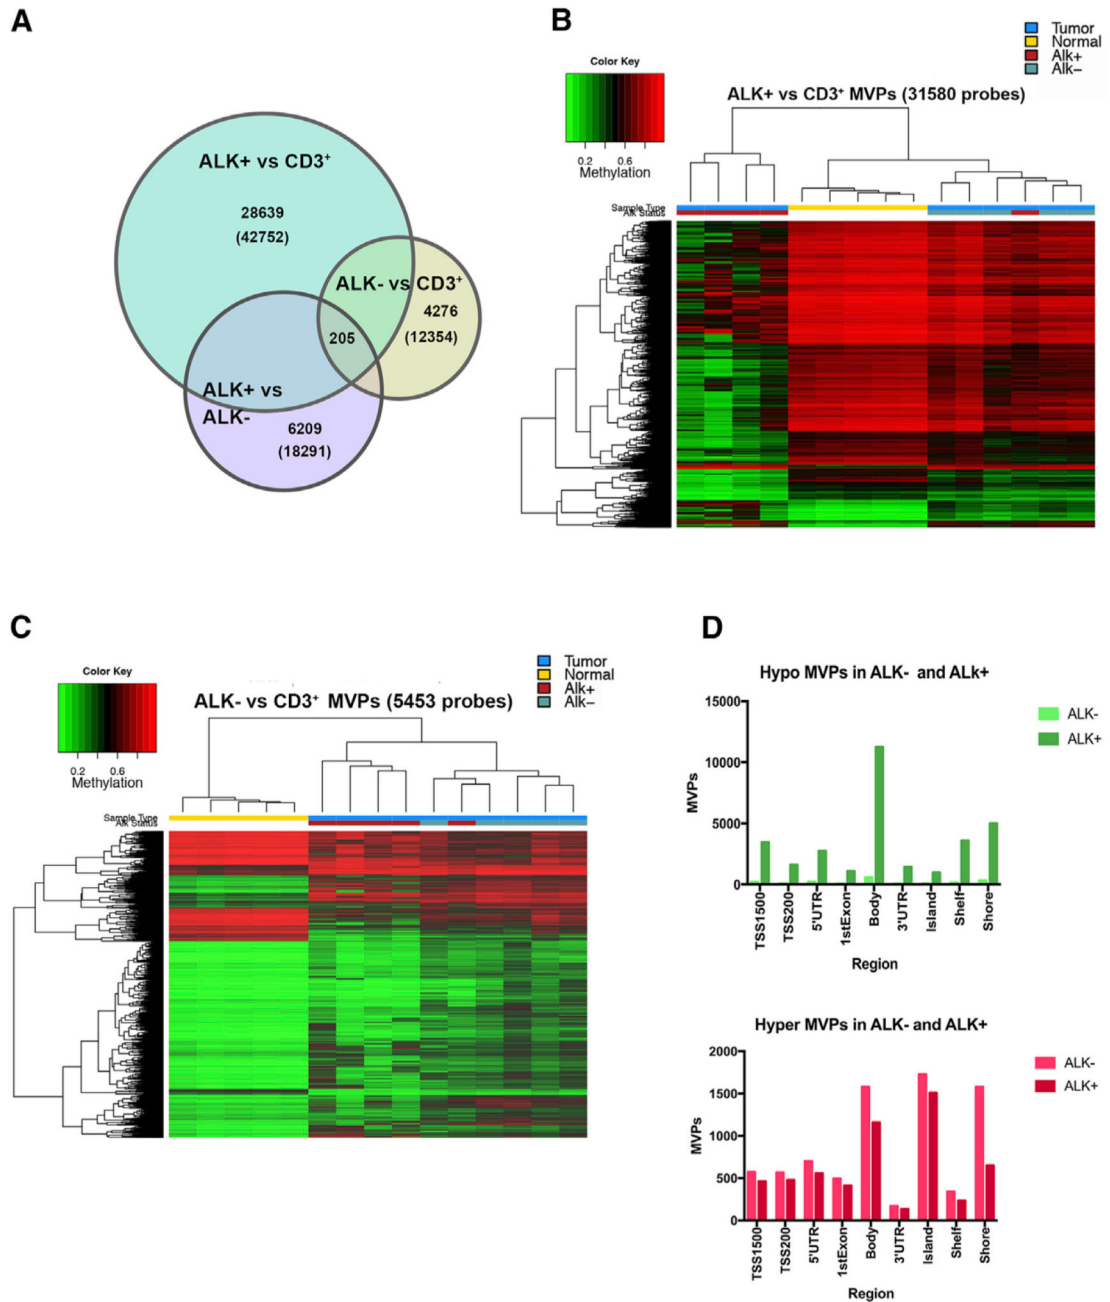 A
ALK+ vs CD3+
28639
(42752)
ALK- vs CD3+
4276
(12354)
205
ALK+ vs
ALK-
6209
(18291)
B
Tumor
Normal
Alk+
Alk−
Color Key
0.2 0.6
Methylation
ALK+ vs CD3+ MVPs (31580 probes)
Sample Type
Alk Status
C
Tumor
Normal
Alk+
Alk−
Color Key
0.2 0.6
Methylation
ALK- vs CD3+ MVPs (5453 probes)
Sample Type
Alk Status
D
Hypo MVPs in ALK- and ALk+
15000
10000
5000
0
MVPs
ALK-
ALK+
TSS1500
TSS200
5'UTR
1stExon
Body
3'UTR
Island
Shelf
Shore
Region
Hyper MVPs in ALK- and ALK+
2000
1500
1000
500
0
MVPs
ALK-
ALK+
TSS1500
TSS200
5'UTR
1stExon
Body
3'UTR
Island
Shelf
Shore
Region